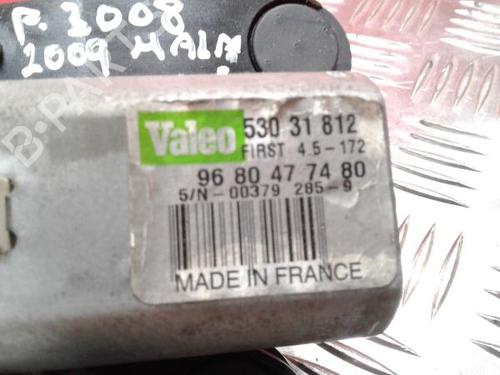 P. 3008
2009 MALA
B-PARTS
Valeo
530 31 812
FIRST 4.5-172
96 80 47 74 80
S/N-00379 285-9
MADE IN FRANCE